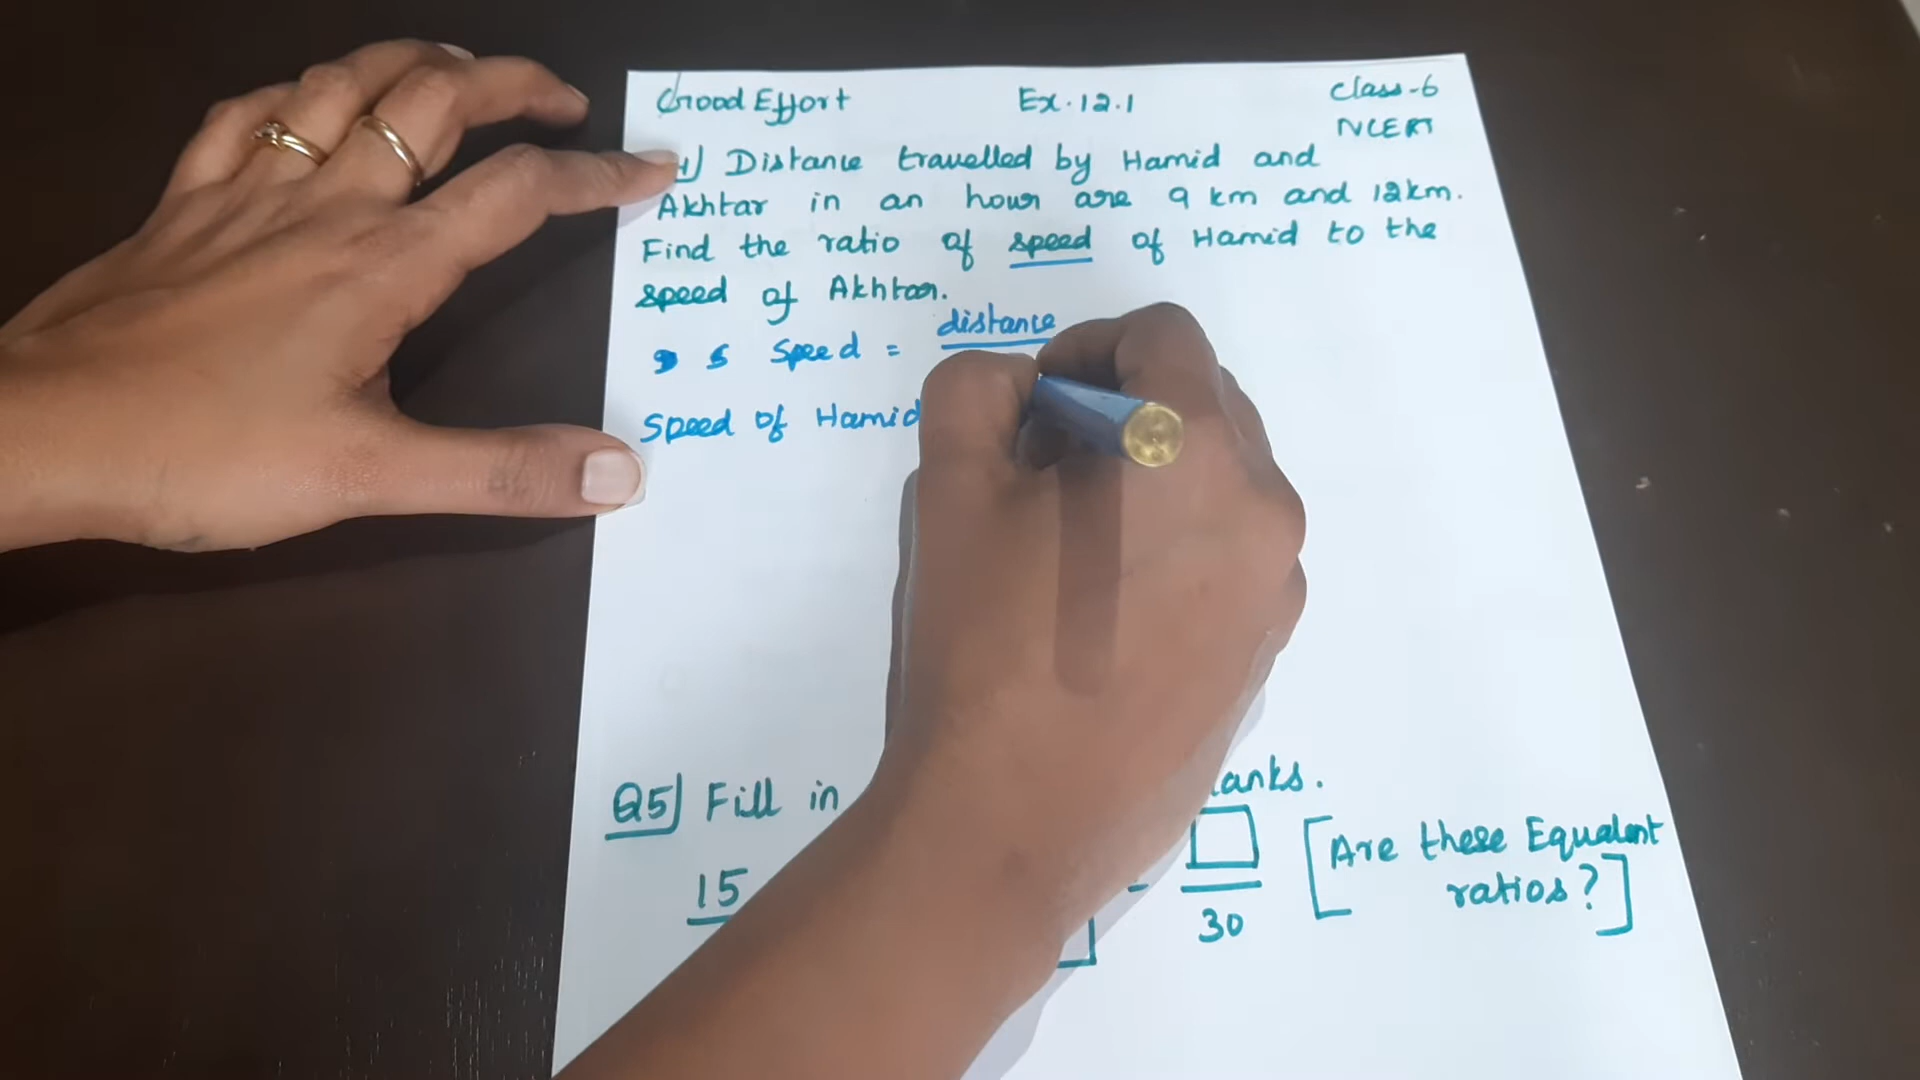 Good Effort Ex. 12.1 Class-6
NCERT
4) Distance travelled by Hamid and
Akhtar in an hour are 9 km and 12km.
Find the ratio of speed of Hamid to the
speed of Akhtar.
Speed = distance
Speed of Hamid
Q5) Fill in
15
30
[Are these Equalent
ratios?]